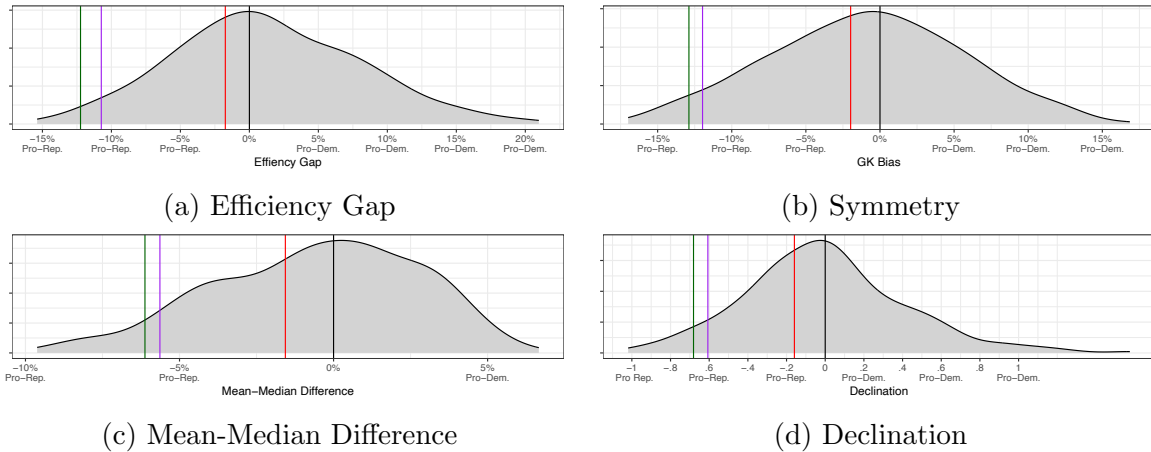 −15% −10% −5% 0% 5% 10% 15% 20%
Pro−Rep. Pro−Rep. Pro−Rep. Pro−Dem. Pro−Dem. Pro−Dem. Pro−Dem.
Effiency Gap
(a) Efficiency Gap
−15% −10% −5% 0% 5% 10% 15%
Pro−Rep. Pro−Rep. Pro−Rep. Pro−Dem. Pro−Dem. Pro−Dem.
GK Bias
(b) Symmetry
−10% −5% 0% 5%
Pro−Rep. Pro−Rep. Pro−Dem.
Mean−Median Difference
(c) Mean-Median Difference
−1 −.8 −.6 −.4 −.2 0 .2 .4 .6 .8 1
Pro Rep. Pro−Rep. Pro−Rep. Pro−Dem. Pro−Dem. Pro−Dem.
Declination
(d) Declination